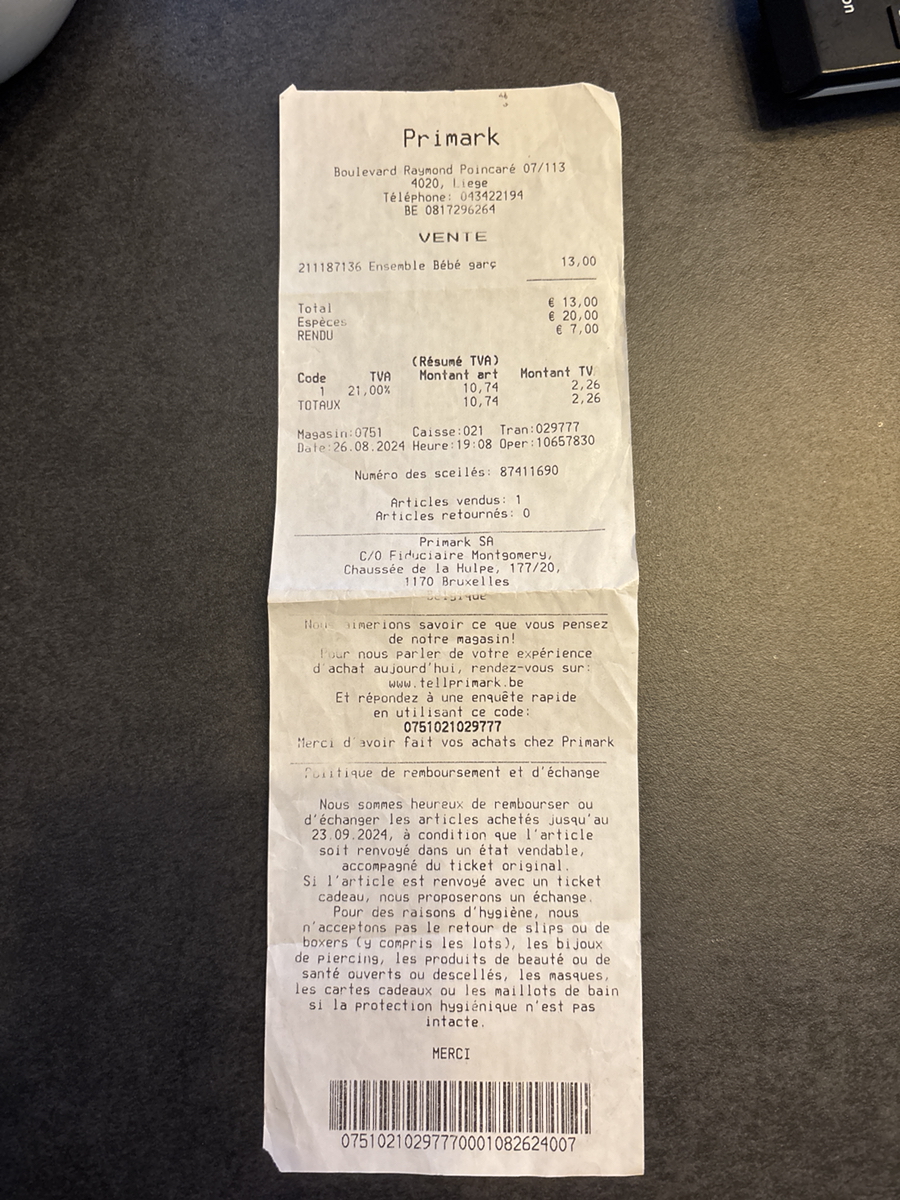 Primark
Boulevard Raymond Poincaré 07/113
4020, Liege
Téléphone: 043422194
BE 0817296264
VENTE
211187136 Ensemble Bébé garç 13,00
Total € 13,00
Espèces € 20,00
RENDU € 7,00
(Résumé TVA)
Code TVA Montant art Montant TV
1 21,00% 10,74 2,26
TOTAUX 10,74 2,26
Magasin:0751 Caisse:021 Tran:029777
Date:26.08.2024 Heure:19:08 Oper:10657830
Numéro des scellés: 87411690
Articles vendus: 1
Articles retournés: 0
Primark SA
C/O Fiduciaire Montgomery,
Chaussée de la Hulpe, 177/20,
1170 Bruxelles
Belgique
Nous aimerions savoir ce que vous pensez
de notre magasin!
Pour nous parler de votre expérience
d'achat aujourd'hui, rendez-vous sur:
www.tellprimark.be
Et répondez à une enquête rapide
en utilisant ce code:
0751021029777
Merci d'avoir fait vos achats chez Primark
Politique de remboursement et d'échange
Nous sommes heureux de rembourser ou
d'échanger les articles achetés jusqu'au
23.09.2024, à condition que l'article
soit renvoyé dans un état vendable,
accompagné du ticket original.
Si l'article est renvoyé avec un ticket
cadeau, nous proposerons un échange.
Pour des raisons d'hygiène, nous
n'acceptons pas le retour de slips ou de
boxers (y compris les lots), les bijoux
de piercing, les produits de beauté ou de
santé ouverts ou descellés, les masques,
les cartes cadeaux ou les maillots de bain
si la protection hygiénique n'est pas
intacte.
MERCI
07510210297770001082624007